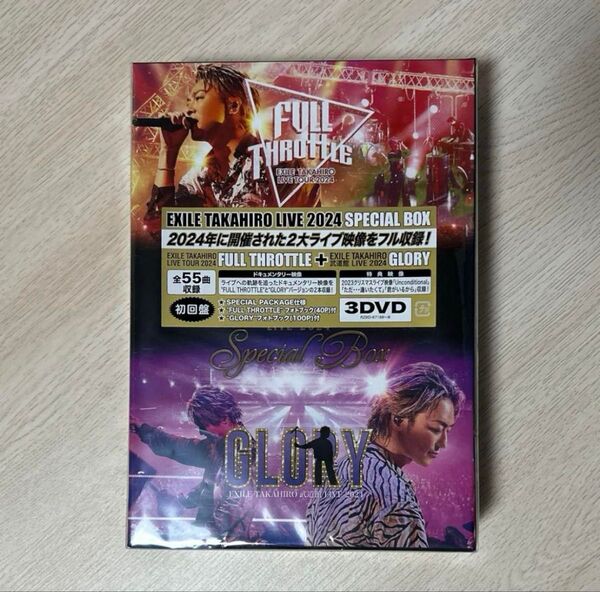 FULL
THROTTLE
EXILE TAKAHIRO
LIVE TOUR 2024
EXILE TAKAHIRO LIVE 2024 SPECIAL BOX
2024年に開催された2大ライブ映像をフル収録!
EXILE TAKAHIRO
LIVE TOUR 2024
FULL THROTTLE
+
EXILE TAKAHIRO
武道館 LIVE 2024
GLORY
全55曲
収録
初回盤
ドキュメンタリー映像
ライブへの軌跡を追ったドキュメンタリー映像を
"FULL THROTTLE"と"GLORY"バージョンの2本収録!
特典映像
2023クリスマスライブ映像「Unconditional」
「ただ・・・逢いたくて」「君がいるから」収録!
★SPECIAL PACKAGE仕様
★"FULL THROTTLE"フォトブック(40P)付
★"GLORY"フォトブック(100P)付
3DVD
LIVE 2024
Special Box
GLORY
EXILE TAKAHIRO 武道館 LIVE 2024